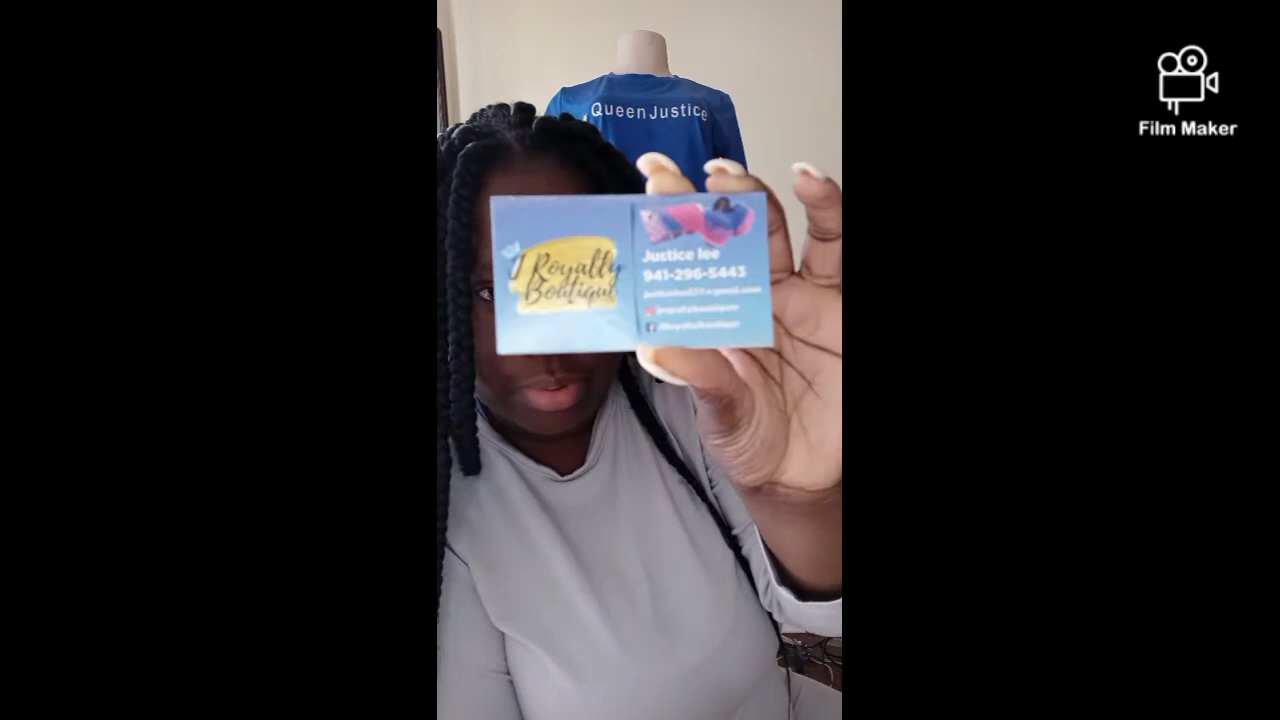 Film Maker
QueenJustice
J Royalty
Boutique
Justice lee
941-296-5443